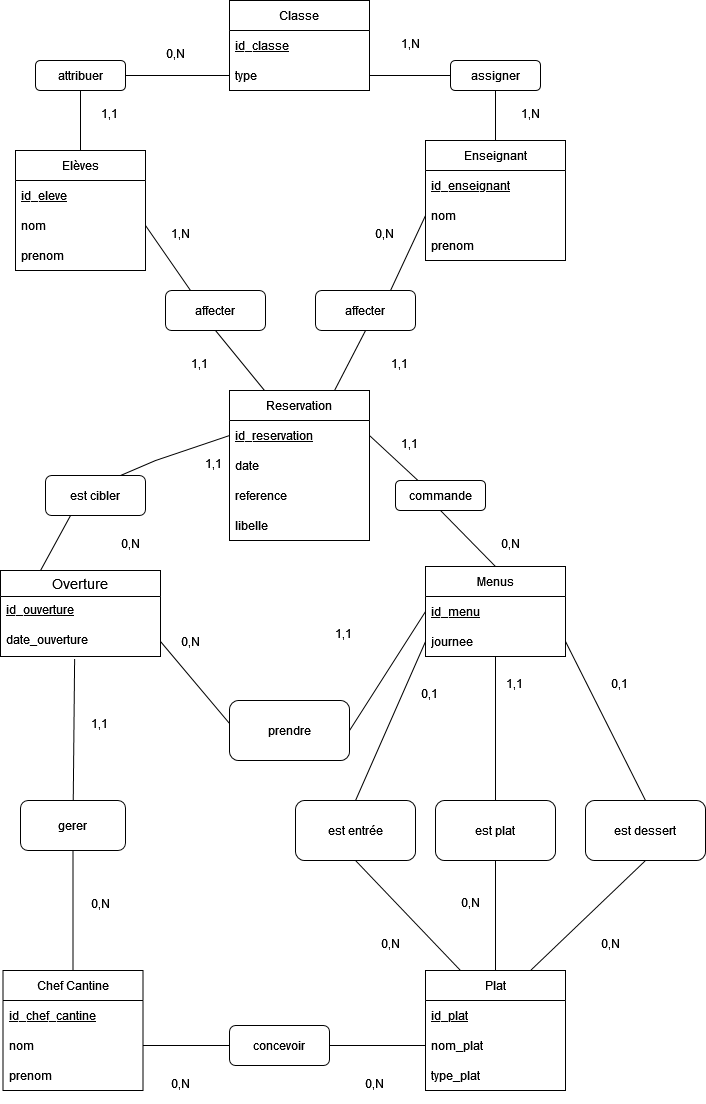 Classe
id_classe
type
0,N
1,N
attribuer
assigner
1,1
1,N
Elèves
id_eleve
nom
prenom
Enseignant
id_enseignant
nom
prenom
1,N
0,N
affecter
affecter
1,1
1,1
Reservation
id_reservation
date
reference
libelle
1,1
1,1
est cibler
commande
0,N
0,N
Overture
id_ouverture
date_ouverture
Menus
id_menu
journee
0,N
1,1
prendre
0,1
1,1
0,1
1,1
gerer
est entrée
est plat
est dessert
0,N
0,N
0,N
0,N
Chef Cantine
id_chef_cantine
nom
prenom
concevoir
Plat
id_plat
nom_plat
type_plat
0,N
0,N